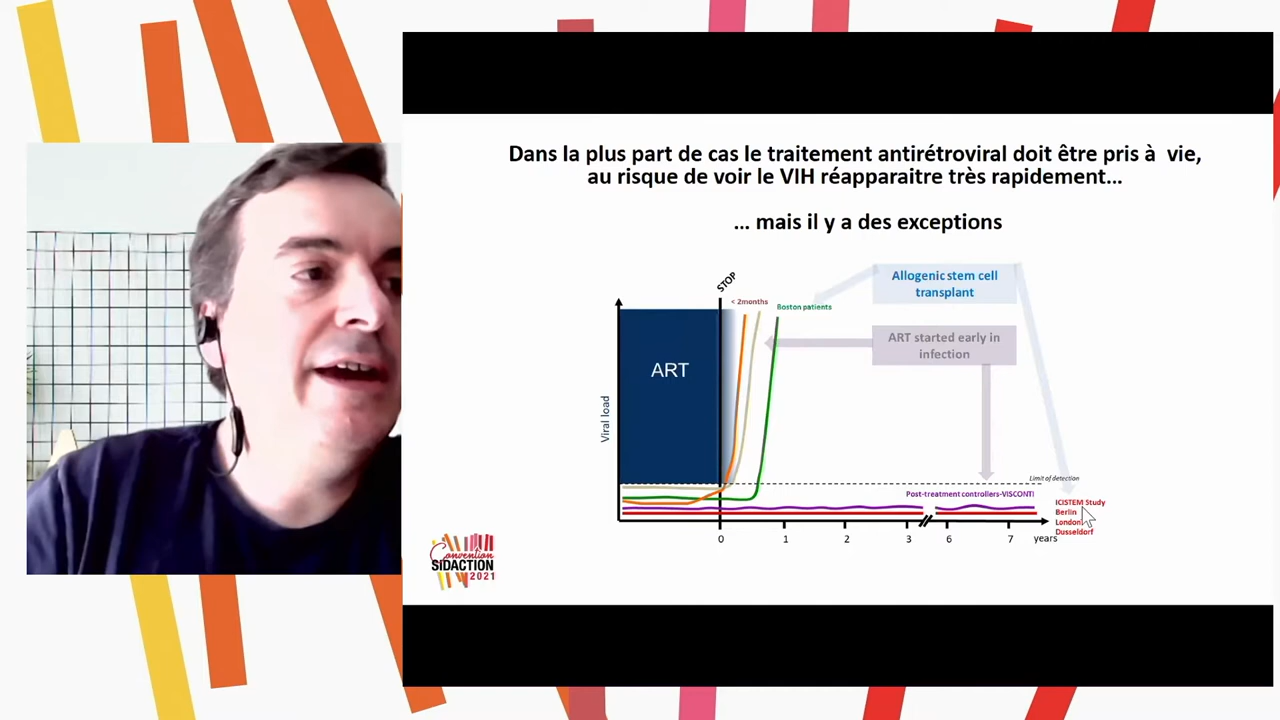 Dans la plus part de cas le traitement antirétroviral doit être pris à vie,
au risque de voir le VIH réapparaitre très rapidement...
... mais il y a des exceptions
STOP
< 2months
Boston patients
Allogenic stem cell
transplant
ART started early in
infection
ART
Viral load
Limit of detection
Post-treatment controllers-VISCONTI
ICISTEM Study
Berlin
London
Dusseldorf
0
1
2
3
6
7
years
Convention
SIDACTION
2021